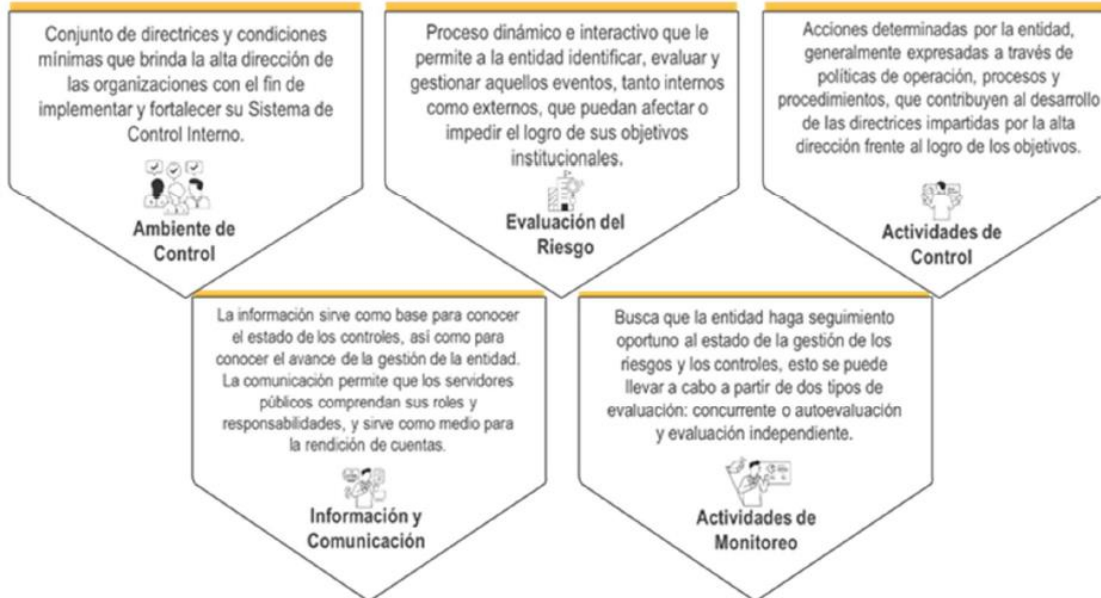 Conjunto de directrices y condiciones
mínimas que brinda la alta dirección de
las organizaciones con el fin de
implementar y fortalecer su Sistema de
Control Interno.
Ambiente de
Control
Proceso dinámico e interactivo que le
permite a la entidad identificar, evaluar y
gestionar aquellos eventos, tanto internos
como externos, que puedan afectar o
impedir el logro de sus objetivos
institucionales.
Evaluación del
Riesgo
Acciones determinadas por la entidad,
generalmente expresadas a través de
políticas de operación, procesos y
procedimientos, que contribuyen al desarrollo
de las directrices impartidas por la alta
dirección frente al logro de los objetivos.
Actividades de
Control
La información sirve como base para conocer
el estado de los controles, así como para
conocer el avance de la gestión de la entidad.
La comunicación permite que los servidores
públicos comprendan sus roles y
responsabilidades, y sirve como medio para
la rendición de cuentas.
Información y
Comunicación
Busca que la entidad haga seguimiento
oportuno al estado de la gestión de los
riesgos y los controles, esto se puede
llevar a cabo a partir de dos tipos de
evaluación: concurrente o autoevaluación
y evaluación independiente.
Actividades de
Monitoreo